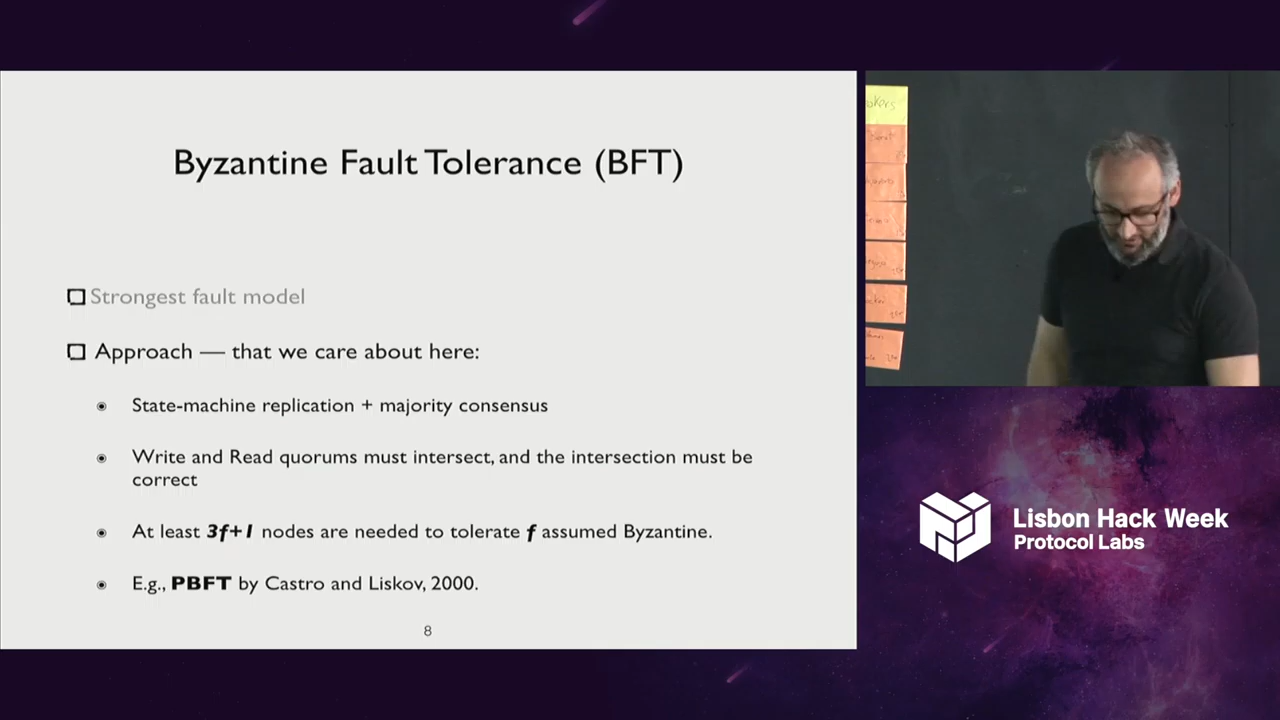 Byzantine Fault Tolerance (BFT)
Strongest fault model
Approach — that we care about here:
State-machine replication + majority consensus
Write and Read quorums must intersect, and the intersection must be
correct
At least 3f+1 nodes are needed to tolerate f assumed Byzantine.
E.g., PBFT by Castro and Liskov, 2000.
8
Lisbon Hack Week
Protocol Labs